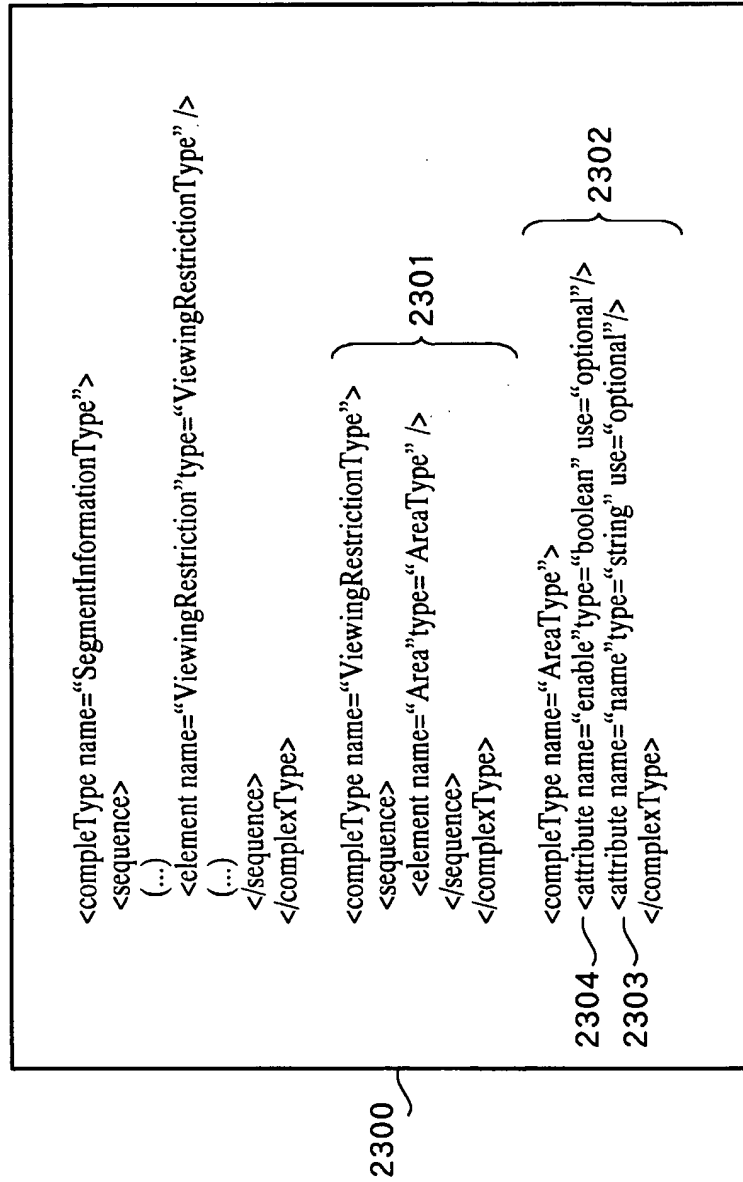 <compleType name=“SegmentInformationType”>
<sequence>
(...)
<element name=“ViewingRestriction”type=“ViewingRestrictionType” />
(...)
</sequence>
</complexType>
<compleType name=“ViewingRestrictionType”>
<sequence>
<element name=“Area”type=“AreaType” />
</sequence>
</complexType>
2301
<compleType name=“AreaType”>
2304 <attribute name=“enable”type=“boolean” use=“optional”/>
2303 <attribute name=“name”type=“string” use=“optional”/>
</complexType>
2302
2300